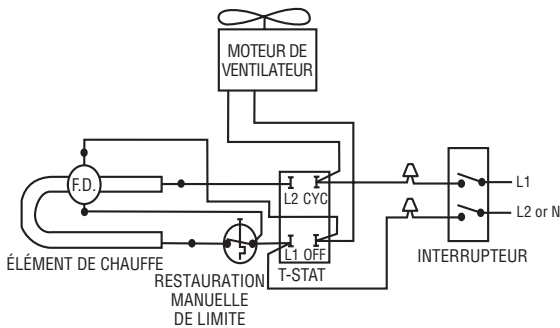 MOTEUR DE
VENTILATEUR
F.D.
L2 CYC
L1 OFF
T-STAT
L1
L2 or N
INTERRUPTEUR
ÉLÉMENT DE CHAUFFE
RESTAURATION
MANUELLE
DE LIMITE